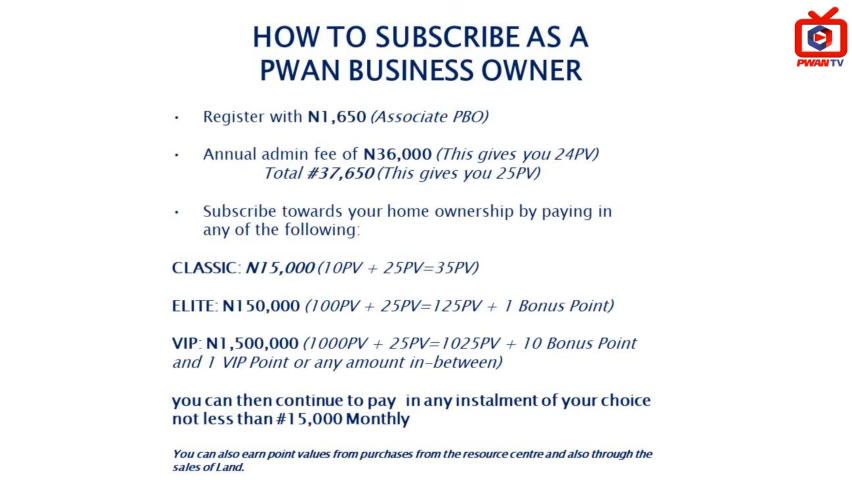 HOW TO SUBSCRIBE AS A
PWAN BUSINESS OWNER
PWAN TV
• Register with N1,650 (Associate PBO)
• Annual admin fee of N36,000 (This gives you 24PV)
Total #37,650 (This gives you 25PV)
• Subscribe towards your home ownership by paying in
any of the following:
CLASSIC: N15,000 (10PV + 25PV=35PV)
ELITE: N150,000 (100PV + 25PV=125PV + 1 Bonus Point)
VIP: N1,500,000 (1000PV + 25PV=1025PV + 10 Bonus Point
and 1 VIP Point or any amount in-between)
you can then continue to pay in any instalment of your choice
not less than #15,000 Monthly
You can also earn point values from purchases from the resource centre and also through the
sales of Land.